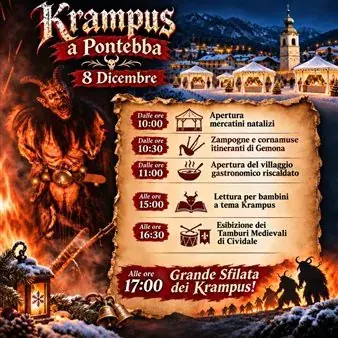 Krampus
a Pontebba
8 Dicembre
Dalle ore
10:00
Apertura
mercatini natalizi
Dalle ore
10:30
Zampogne e cornamuse
itineranti di Gemona
Dalle ore
11:00
Apertura del villaggio
gastronomico riscaldato
Alle ore
15:00
Lettura per bambini
a tema Krampus
Alle ore
16:30
Esibizione dei
Tamburi Medievali
di Cividale
Alle ore
17:00
Grande Sfilata
dei Krampus!